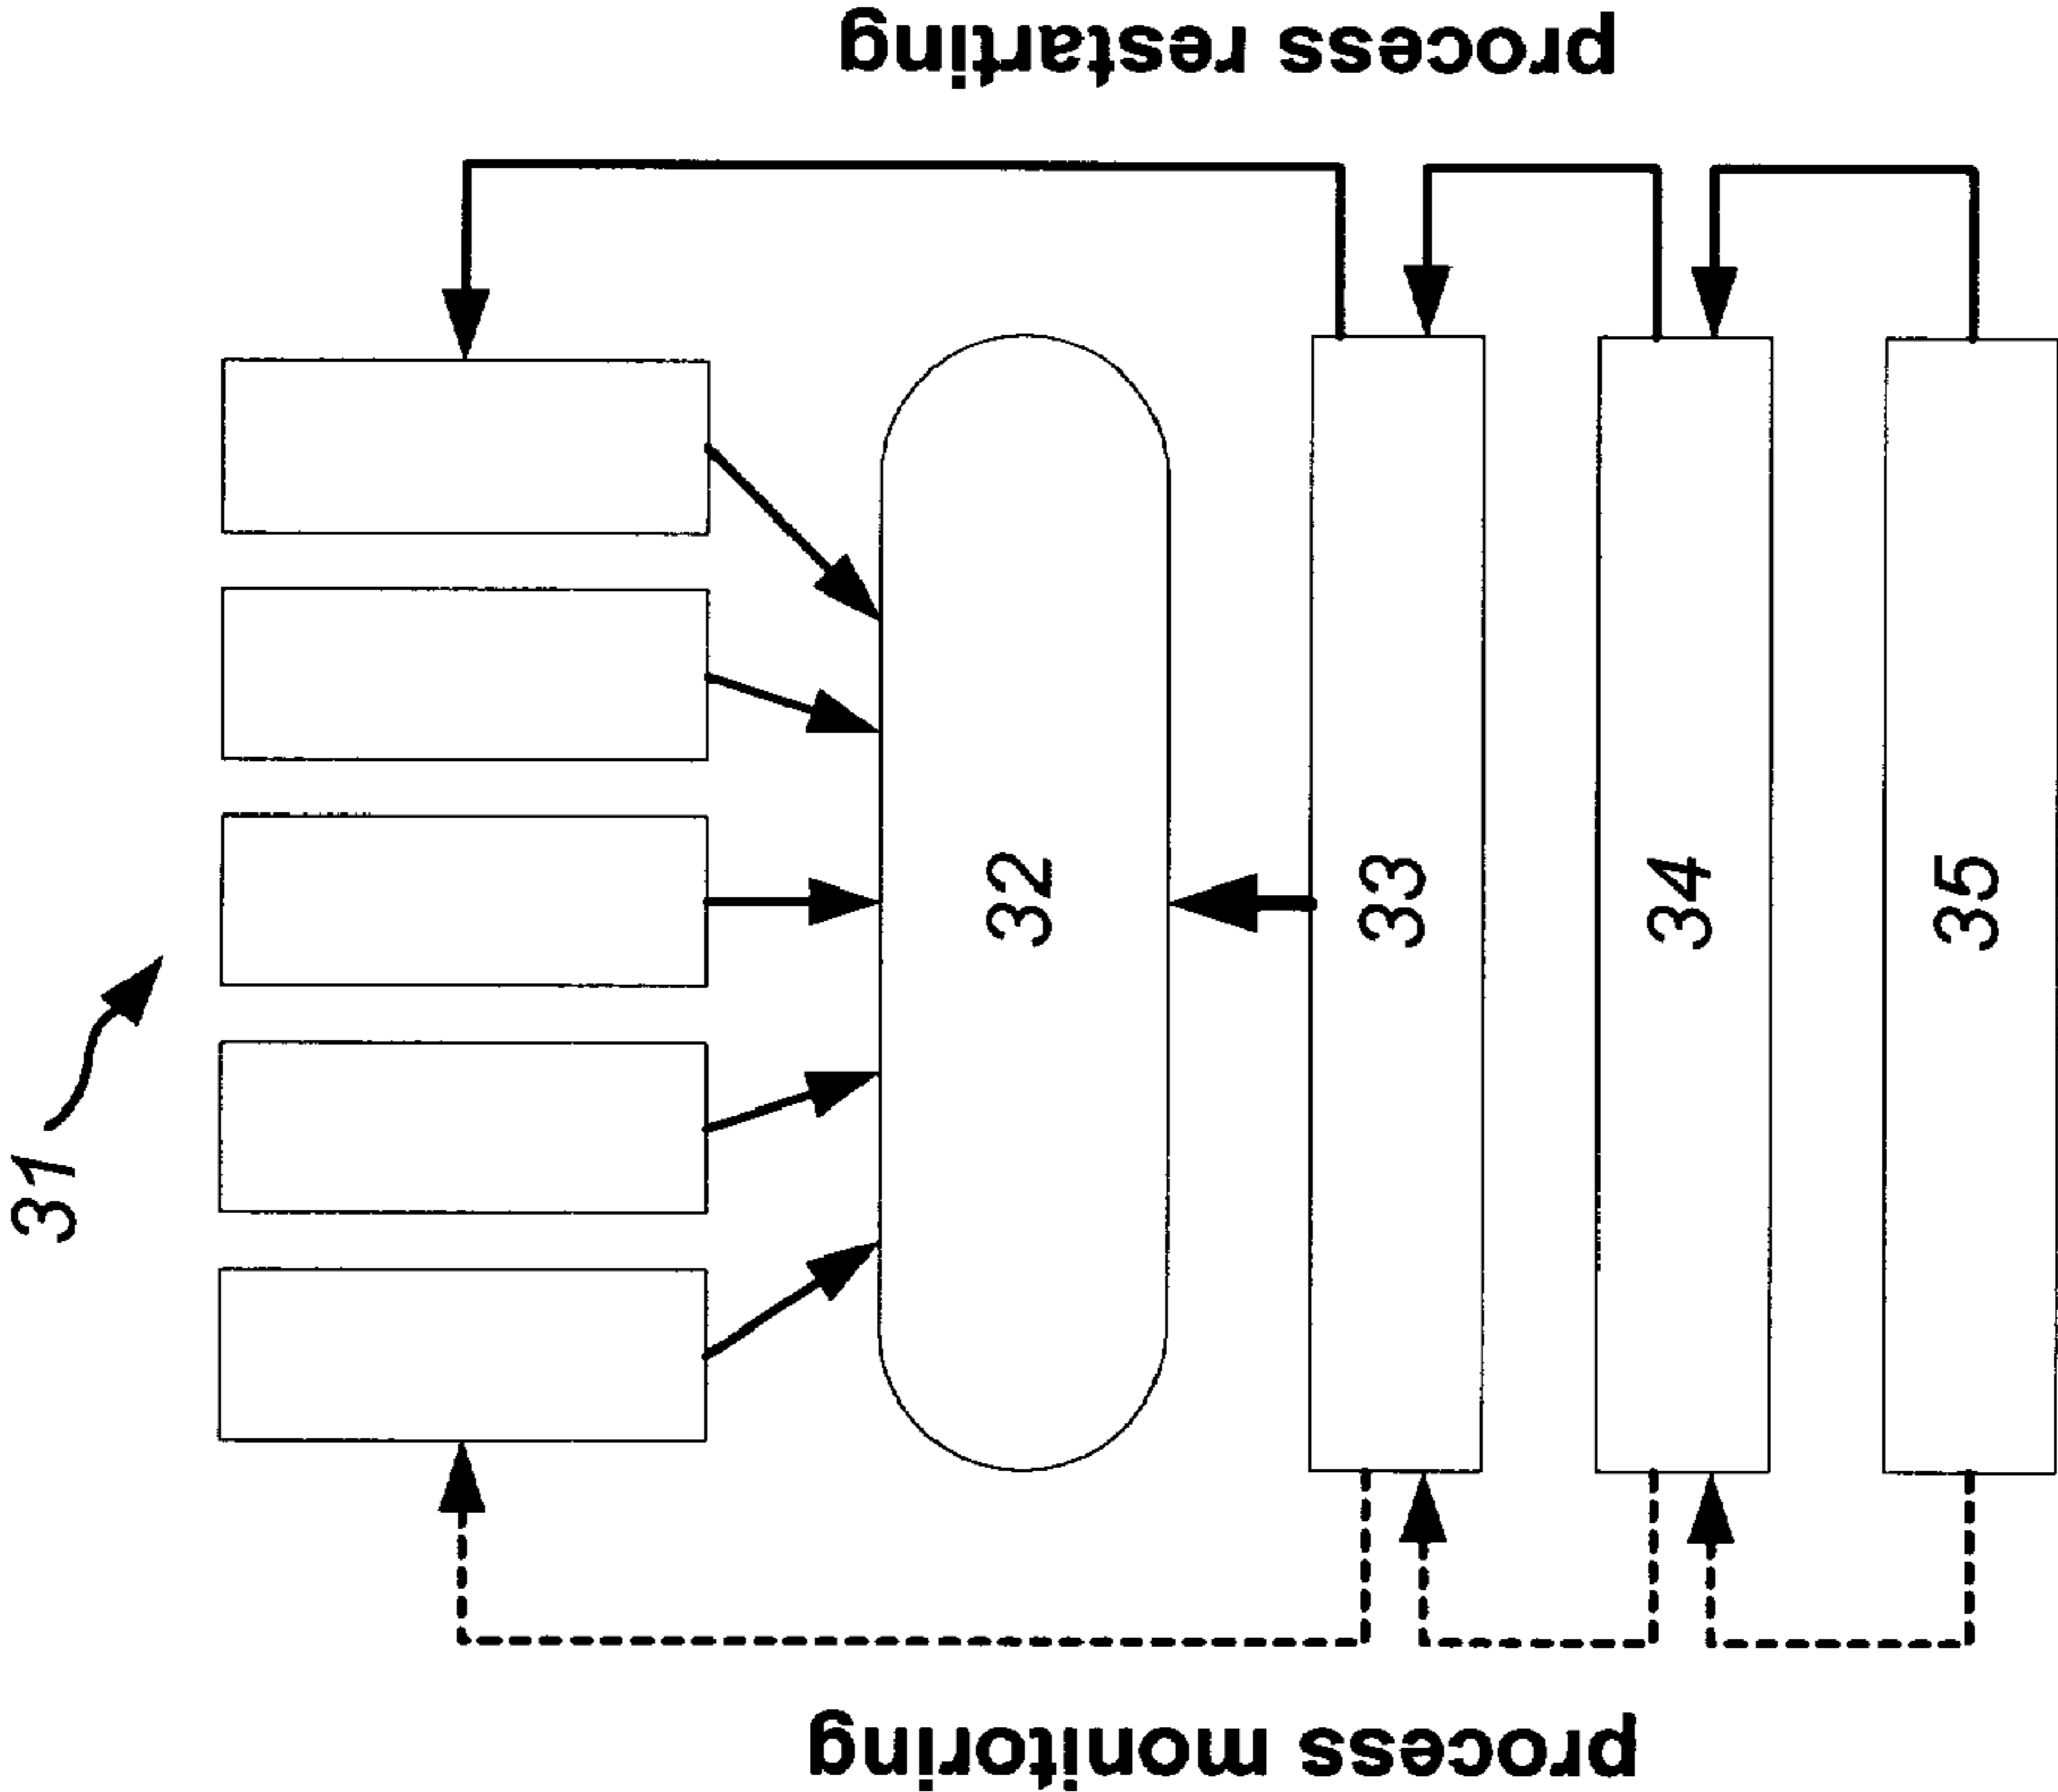 31
32
33
34
35
process monitoring
process restarting